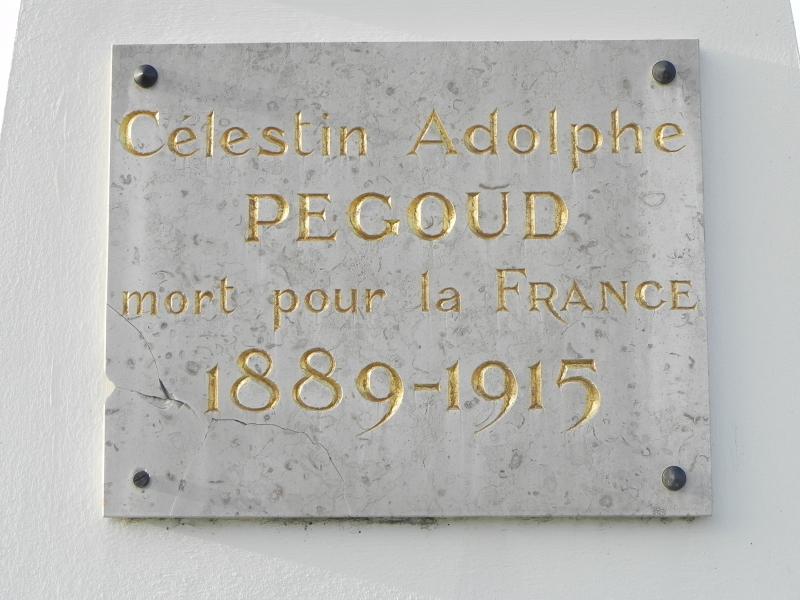 Célestin Adolphe
PEGOUD
mort pour la FRANCE
1889-1915